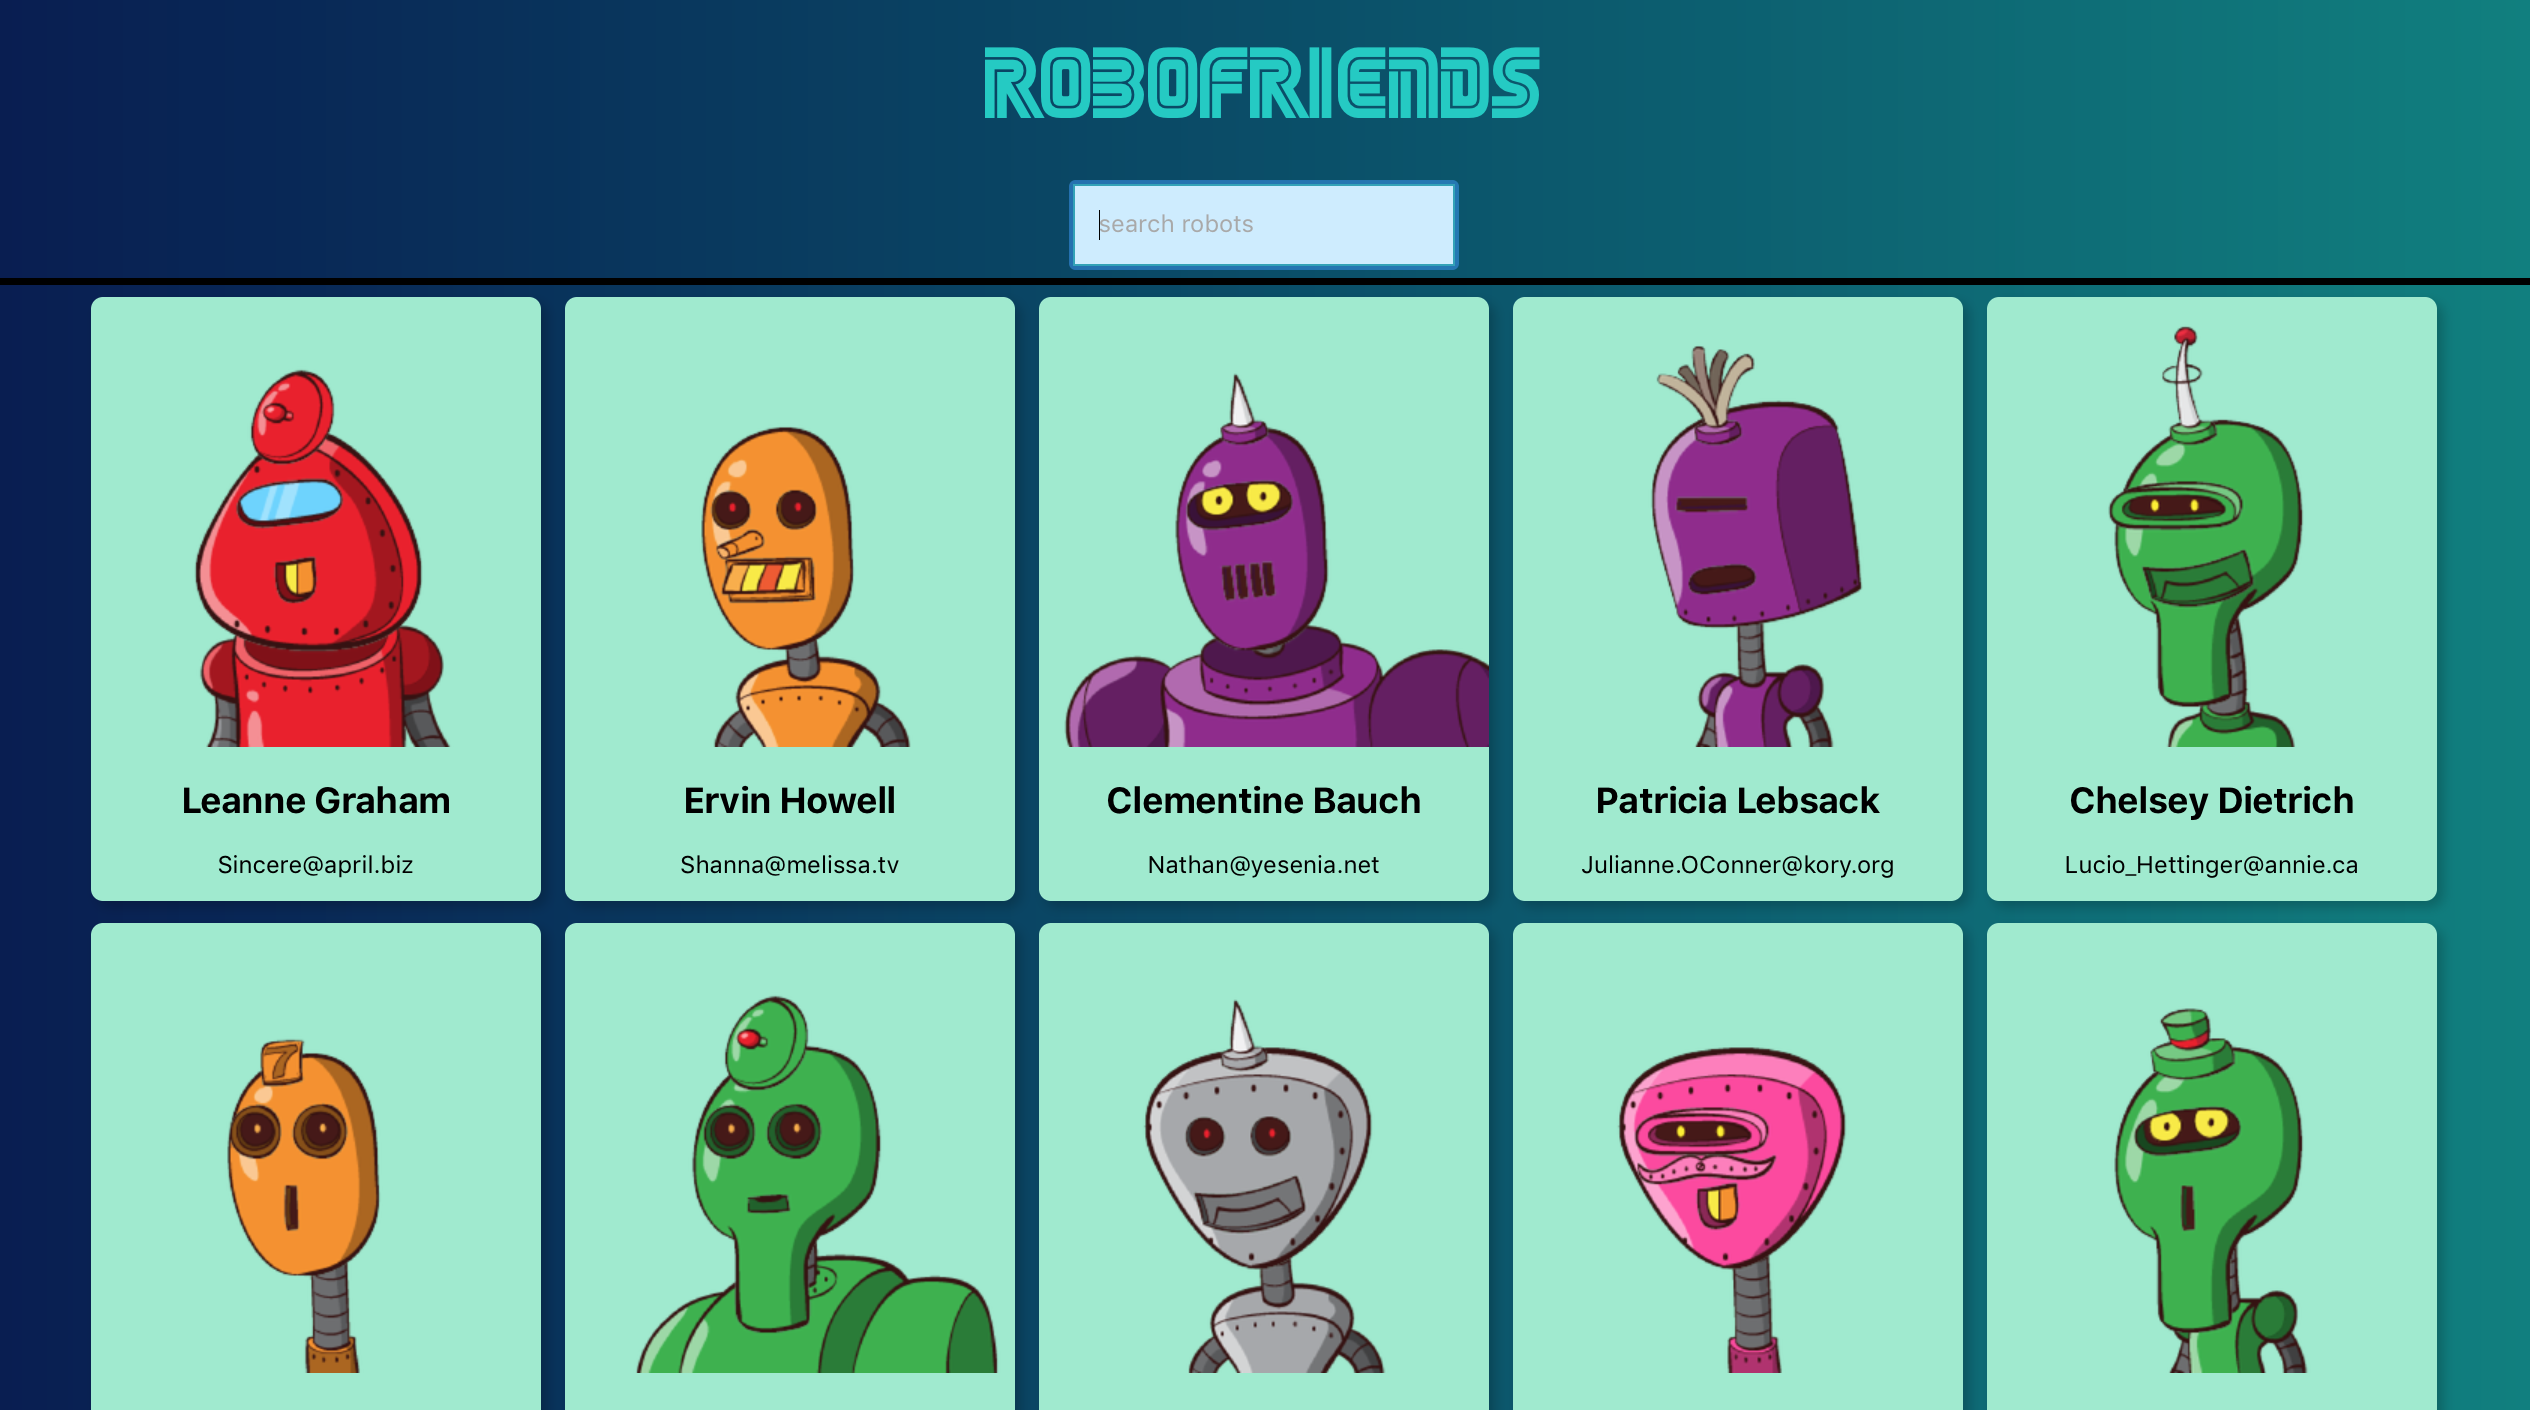 ROBOFRIENDS
search robots
Leanne Graham
Sincere@april.biz
Ervin Howell
Shanna@melissa.tv
Clementine Bauch
Nathan@yesenia.net
Patricia Lebsack
Julianne.OConner@kory.org
Chelsey Dietrich
Lucio_Hettinger@annie.ca
7